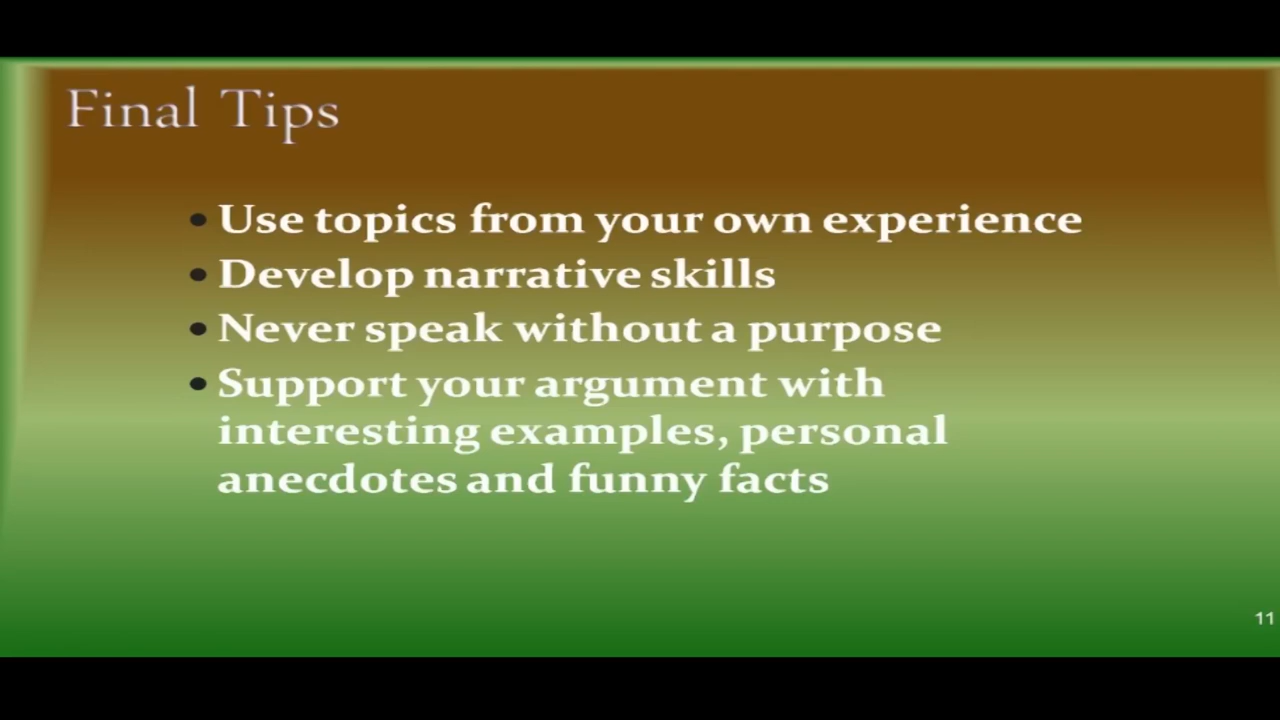 Final Tips
• Use topics from your own experience
• Develop narrative skills
• Never speak without a purpose
• Support your argument with
interesting examples, personal
anecdotes and funny facts
11